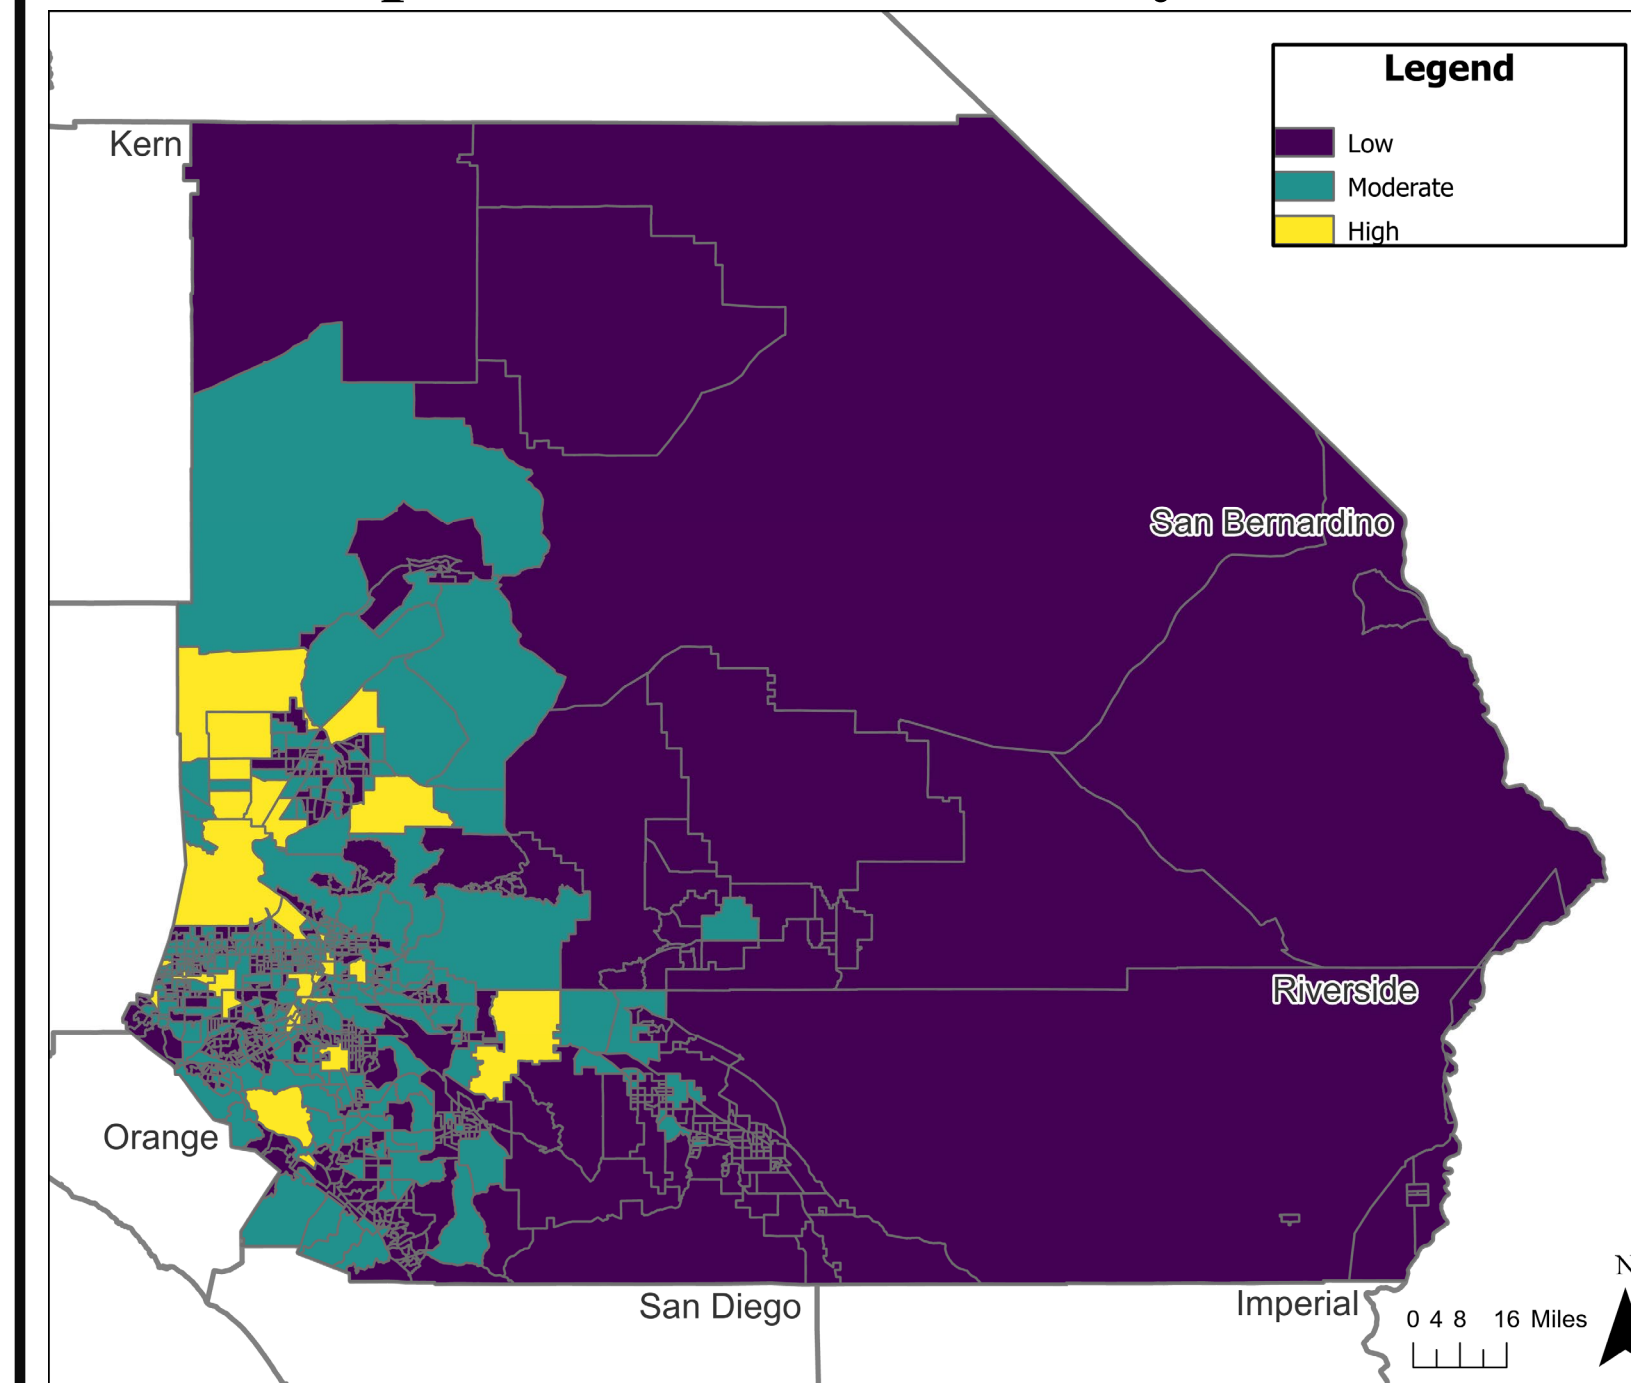 Legend
Kern
Low
Moderate
High
San Bernardino
Riverside
Orange
San Diego
Imperial
0 4 8 16 Miles
N